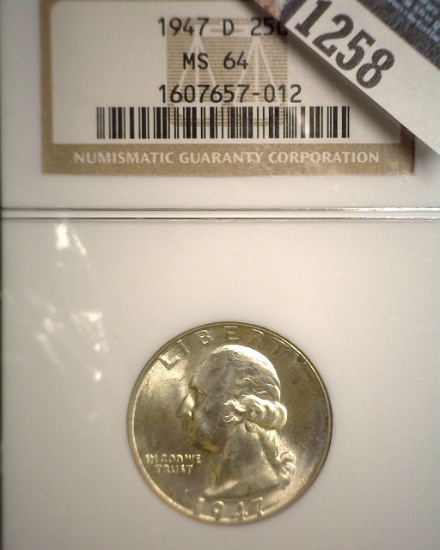 1947 D 25¢
MS 64
1607657-012
NUMISMATIC GUARANTY CORPORATION
1258
LIBERTY
IN GOD WE
TRUST
1947